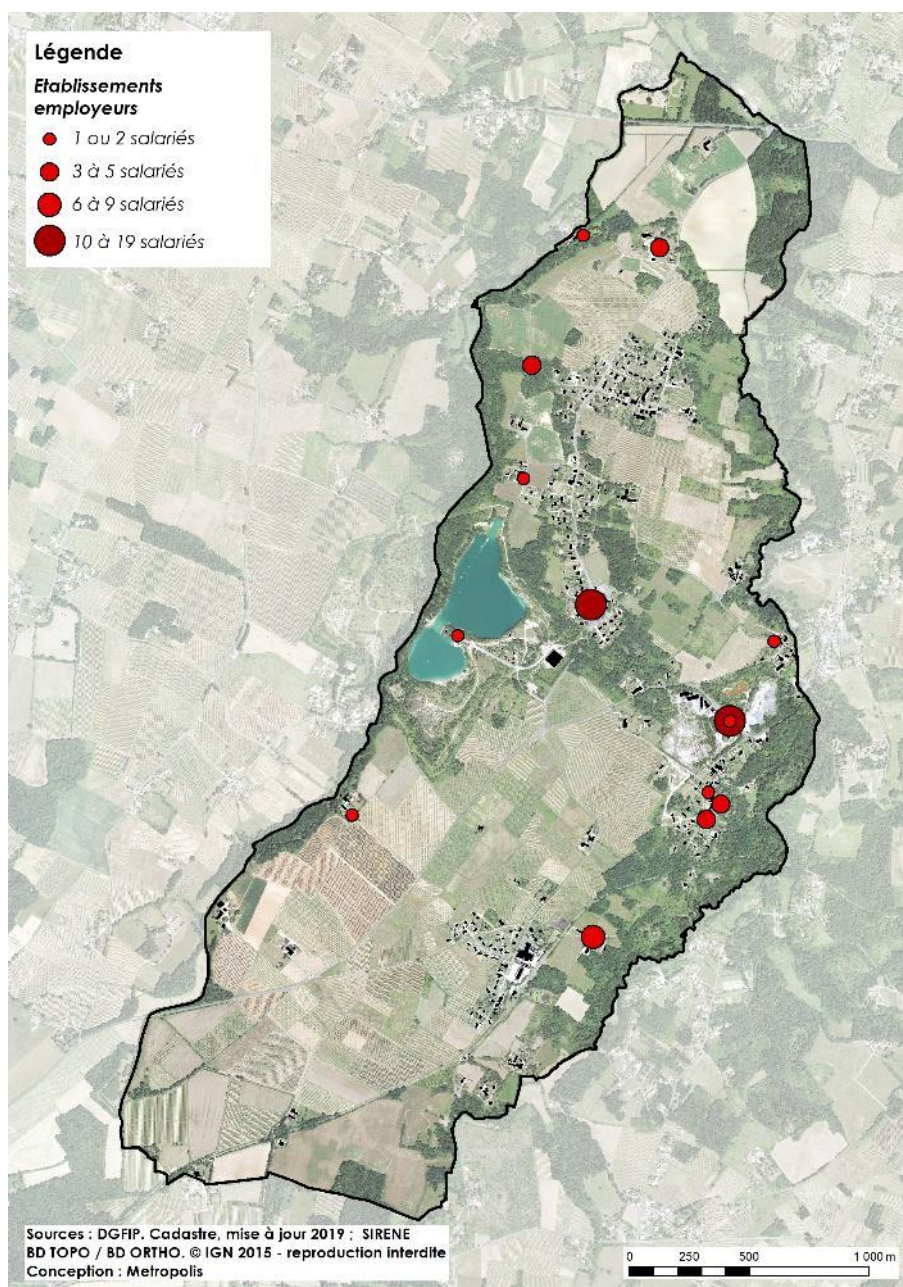 Légende
Etablissements
employeurs
1 ou 2 salariés
3 à 5 salariés
6 à 9 salariés
10 à 19 salariés
Sources : DGFIP. Cadastre, mise à jour 2019 ; SIRENE
BD TOPO / BD ORTHO. © IGN 2015 - reproduction interdite
Conception : Metropolis
0 250 500 1 000 m